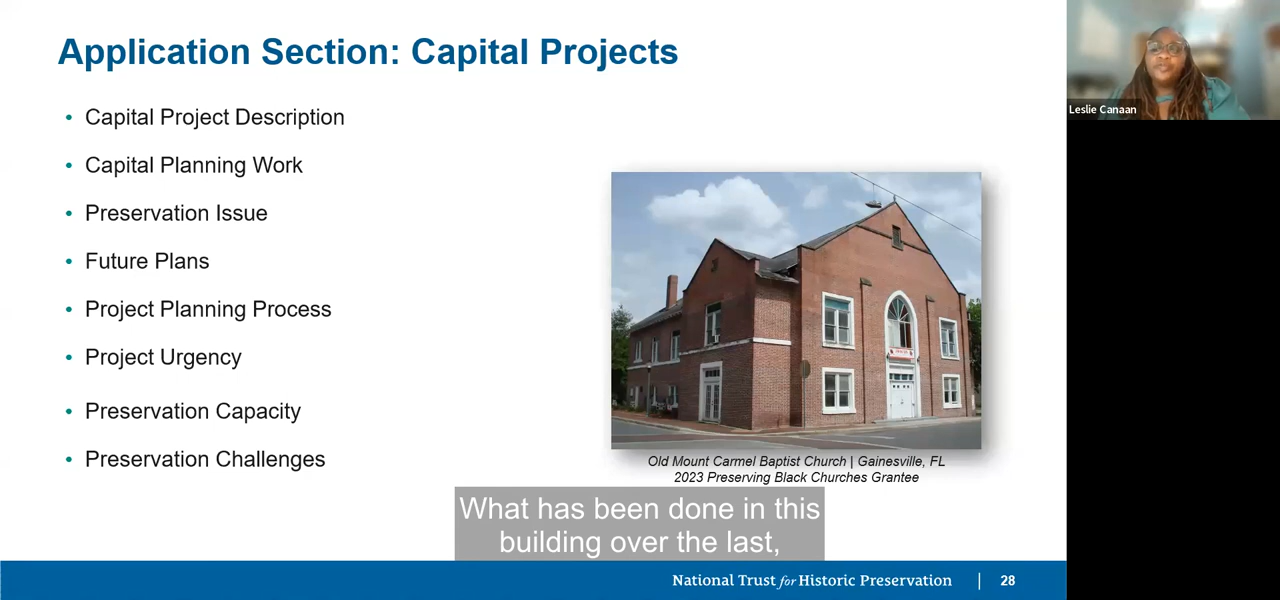 Application Section: Capital Projects
• Capital Project Description
• Capital Planning Work
• Preservation Issue
• Future Plans
• Project Planning Process
• Project Urgency
• Preservation Capacity
• Preservation Challenges
Old Mount Carmel Baptist Church | Gainesville, FL
2023 Preserving Black Churches Grantee
What has been done in this
building over the last,
National Trust for Historic Preservation | 28
Leslie Canaan